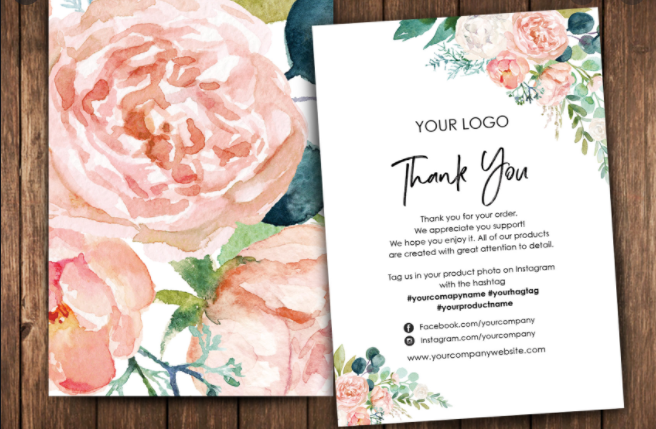 YOUR LOGO
Thank You
Thank you for your order.
We appreciate you support!
We hope you enjoy it. All of our products
are created with great attention to detail.
Tag us in your product photo on Instagram
with the hashtag
#yourcomapyname #yourhagtag
#yourproductname
Facebook.com/yourcompany
Instagram.com/yourcompany
www.yourcompanywebsite.com